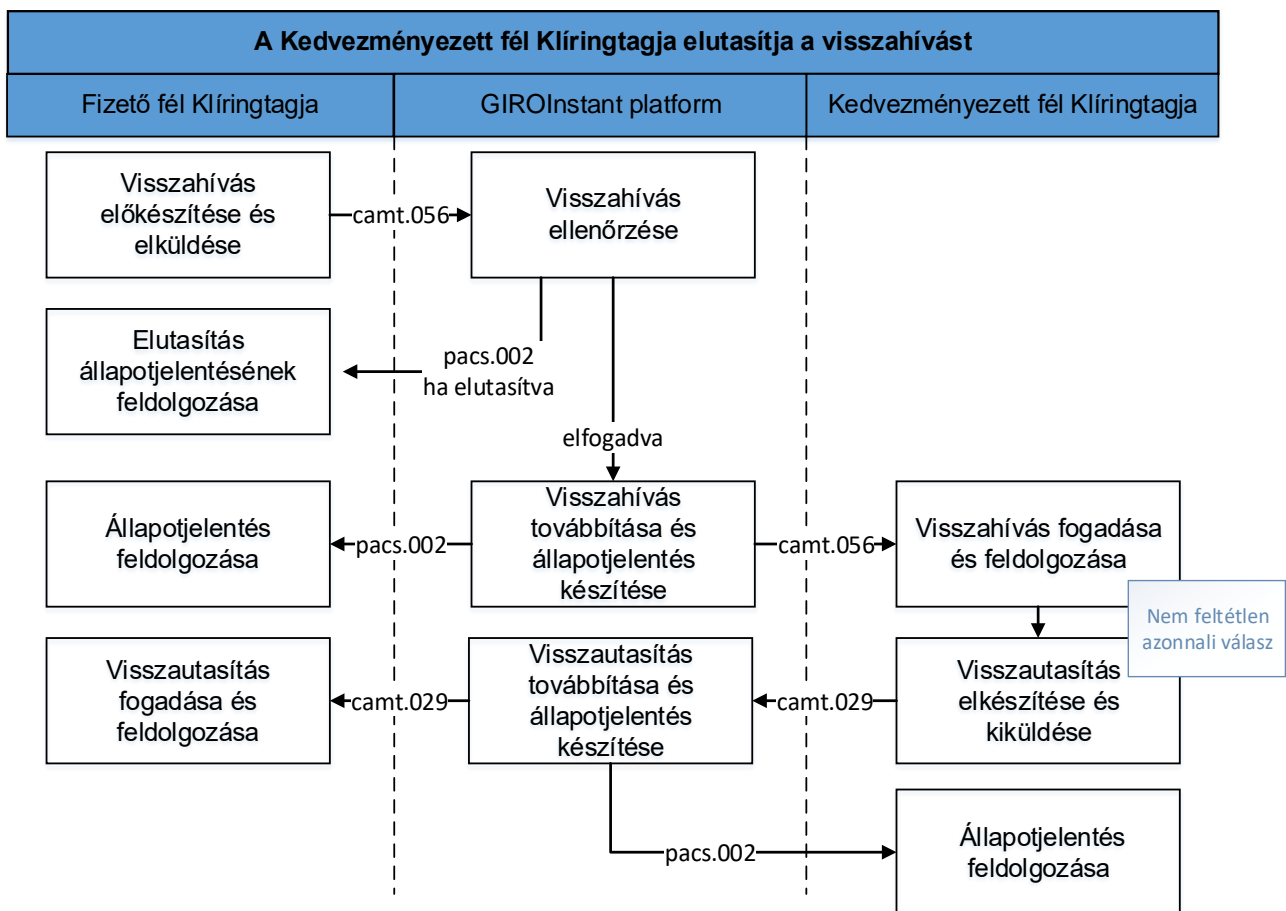 A Kedvezményezett fél Klíringtagja elutasítja a visszahívást
Fizető fél Klíringtagja
GIROInstant platform
Kedvezményezett fél Klíringtagja
Visszahívás
előkészítése és
elküldése
camt.056
Visszahívás
ellenőrzése
Elutasítás
állapotjelentésének
feldolgozása
pacs.002
ha elutasítva
elfogadva
Állapotjelentés
feldolgozása
pacs.002
Visszahívás
továbbítása és
állapotjelentés
készítése
camt.056
Visszahívás fogadása
és feldolgozása
Nem feltétlen
azonnali válasz
Visszautasítás
fogadása és
feldolgozása
camt.029
Visszautasítás
továbbítása és
állapotjelentés
készítése
camt.029
Visszautasítás
elkészítése és
kiküldése
pacs.002
Állapotjelentés
feldolgozása